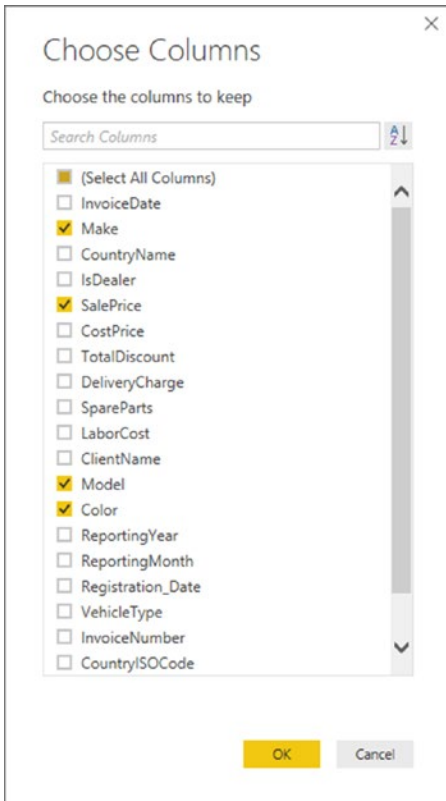 Choose Columns
Choose the columns to keep
Search Columns
(Select All Columns)
InvoiceDate
Make
CountryName
IsDealer
SalePrice
CostPrice
TotalDiscount
DeliveryCharge
SpareParts
LaborCost
ClientName
Model
Color
ReportingYear
ReportingMonth
Registration_Date
VehicleType
InvoiceNumber
CountryISOCode
OK Cancel